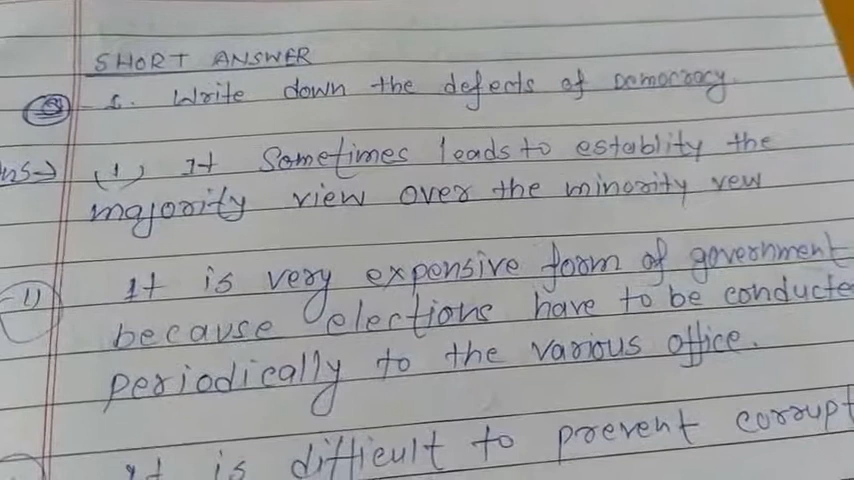 SHORT ANSWER
1. Write down the defects of Democracy.
Ans→ (1) It Sometimes leads to establity the
majority view over the minority vew
It is very expensive form of government
because elections have to be conducte
periodically to the various office.
It is difficult to prevent corrupt